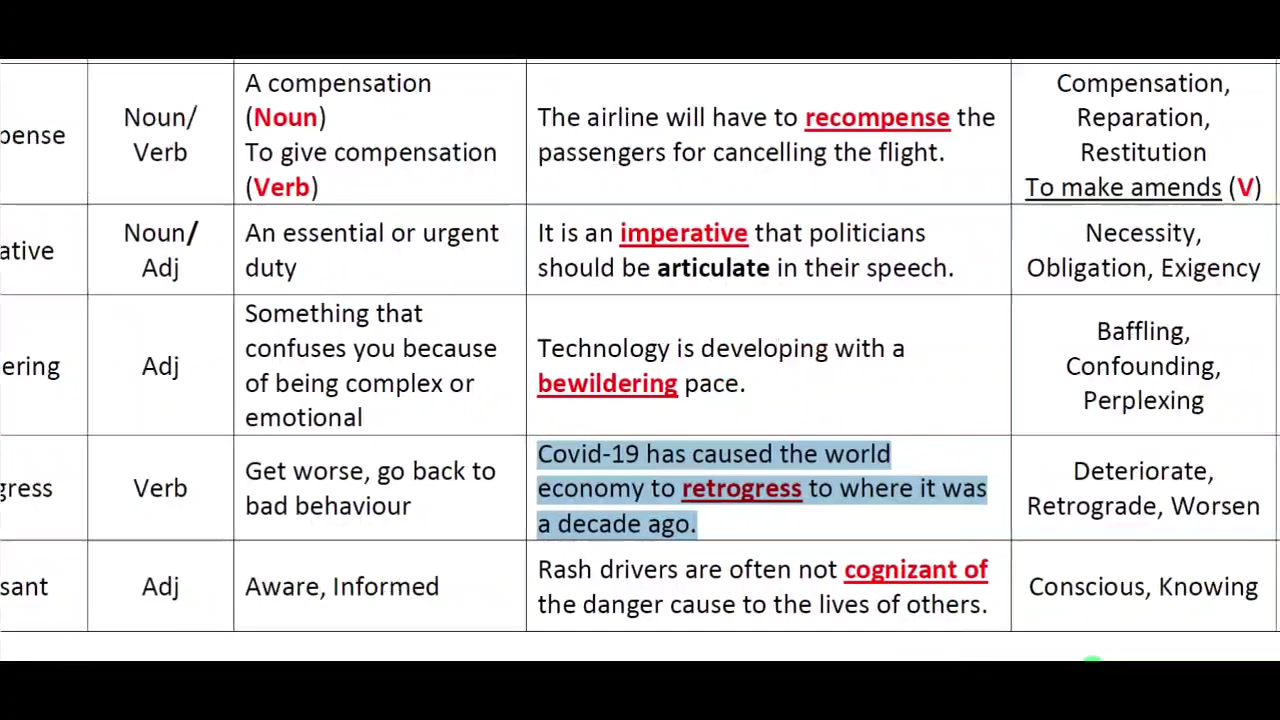 pense
Noun/
Verb
A compensation
(Noun)
To give compensation
(Verb)
The airline will have to recompense the
passengers for cancelling the flight.
Compensation,
Reparation,
Restitution
To make amends (V)
ative
Noun/
Adj
An essential or urgent
duty
It is an imperative that politicians
should be articulate in their speech.
Necessity,
Obligation, Exigency
ering
Adj
Something that
confuses you because
of being complex or
emotional
Technology is developing with a
bewildering pace.
Baffling,
Confounding,
Perplexing
gress
Verb
Get worse, go back to
bad behaviour
Covid-19 has caused the world
economy to retrogress to where it was
a decade ago.
Deteriorate,
Retrograde, Worsen
sant
Adj
Aware, Informed
Rash drivers are often not cognizant of
the danger cause to the lives of others.
Conscious, Knowing